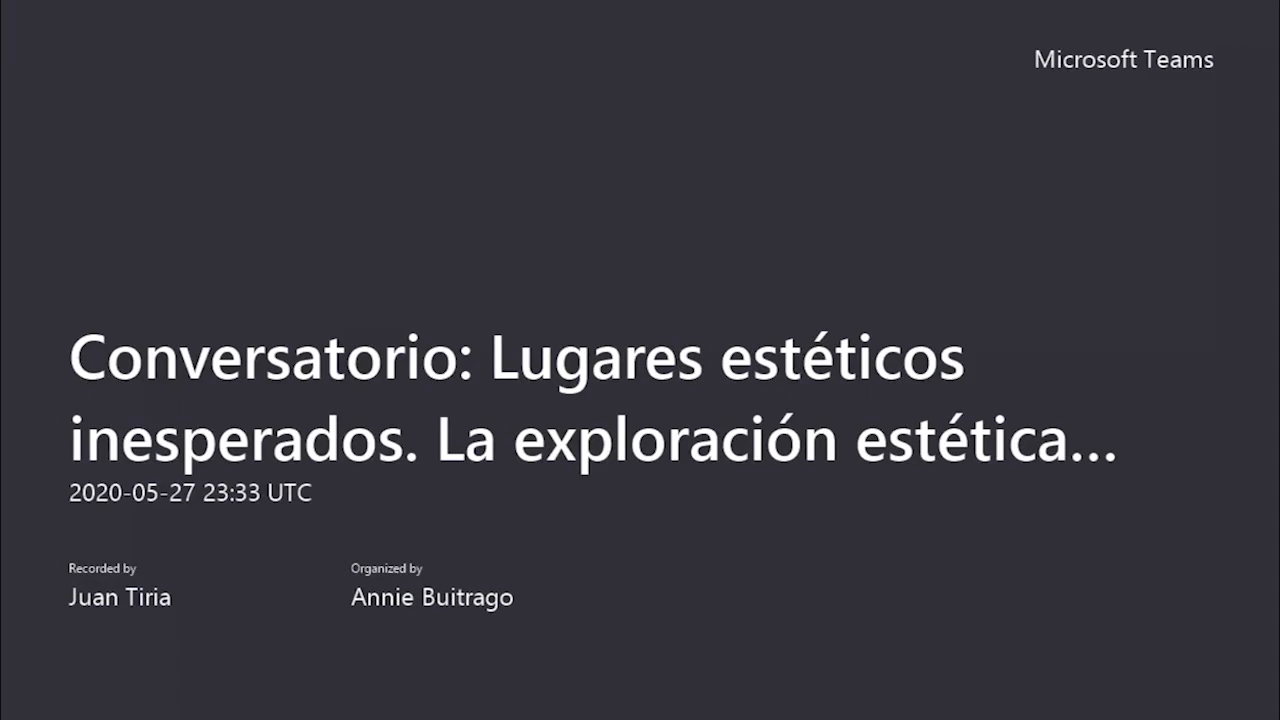 Microsoft Teams
Conversatorio: Lugares estéticos
inesperados. La exploración estética...
2020-05-27 23:33 UTC
Recorded by
Organized by
Juan Tiria
Annie Buitrago